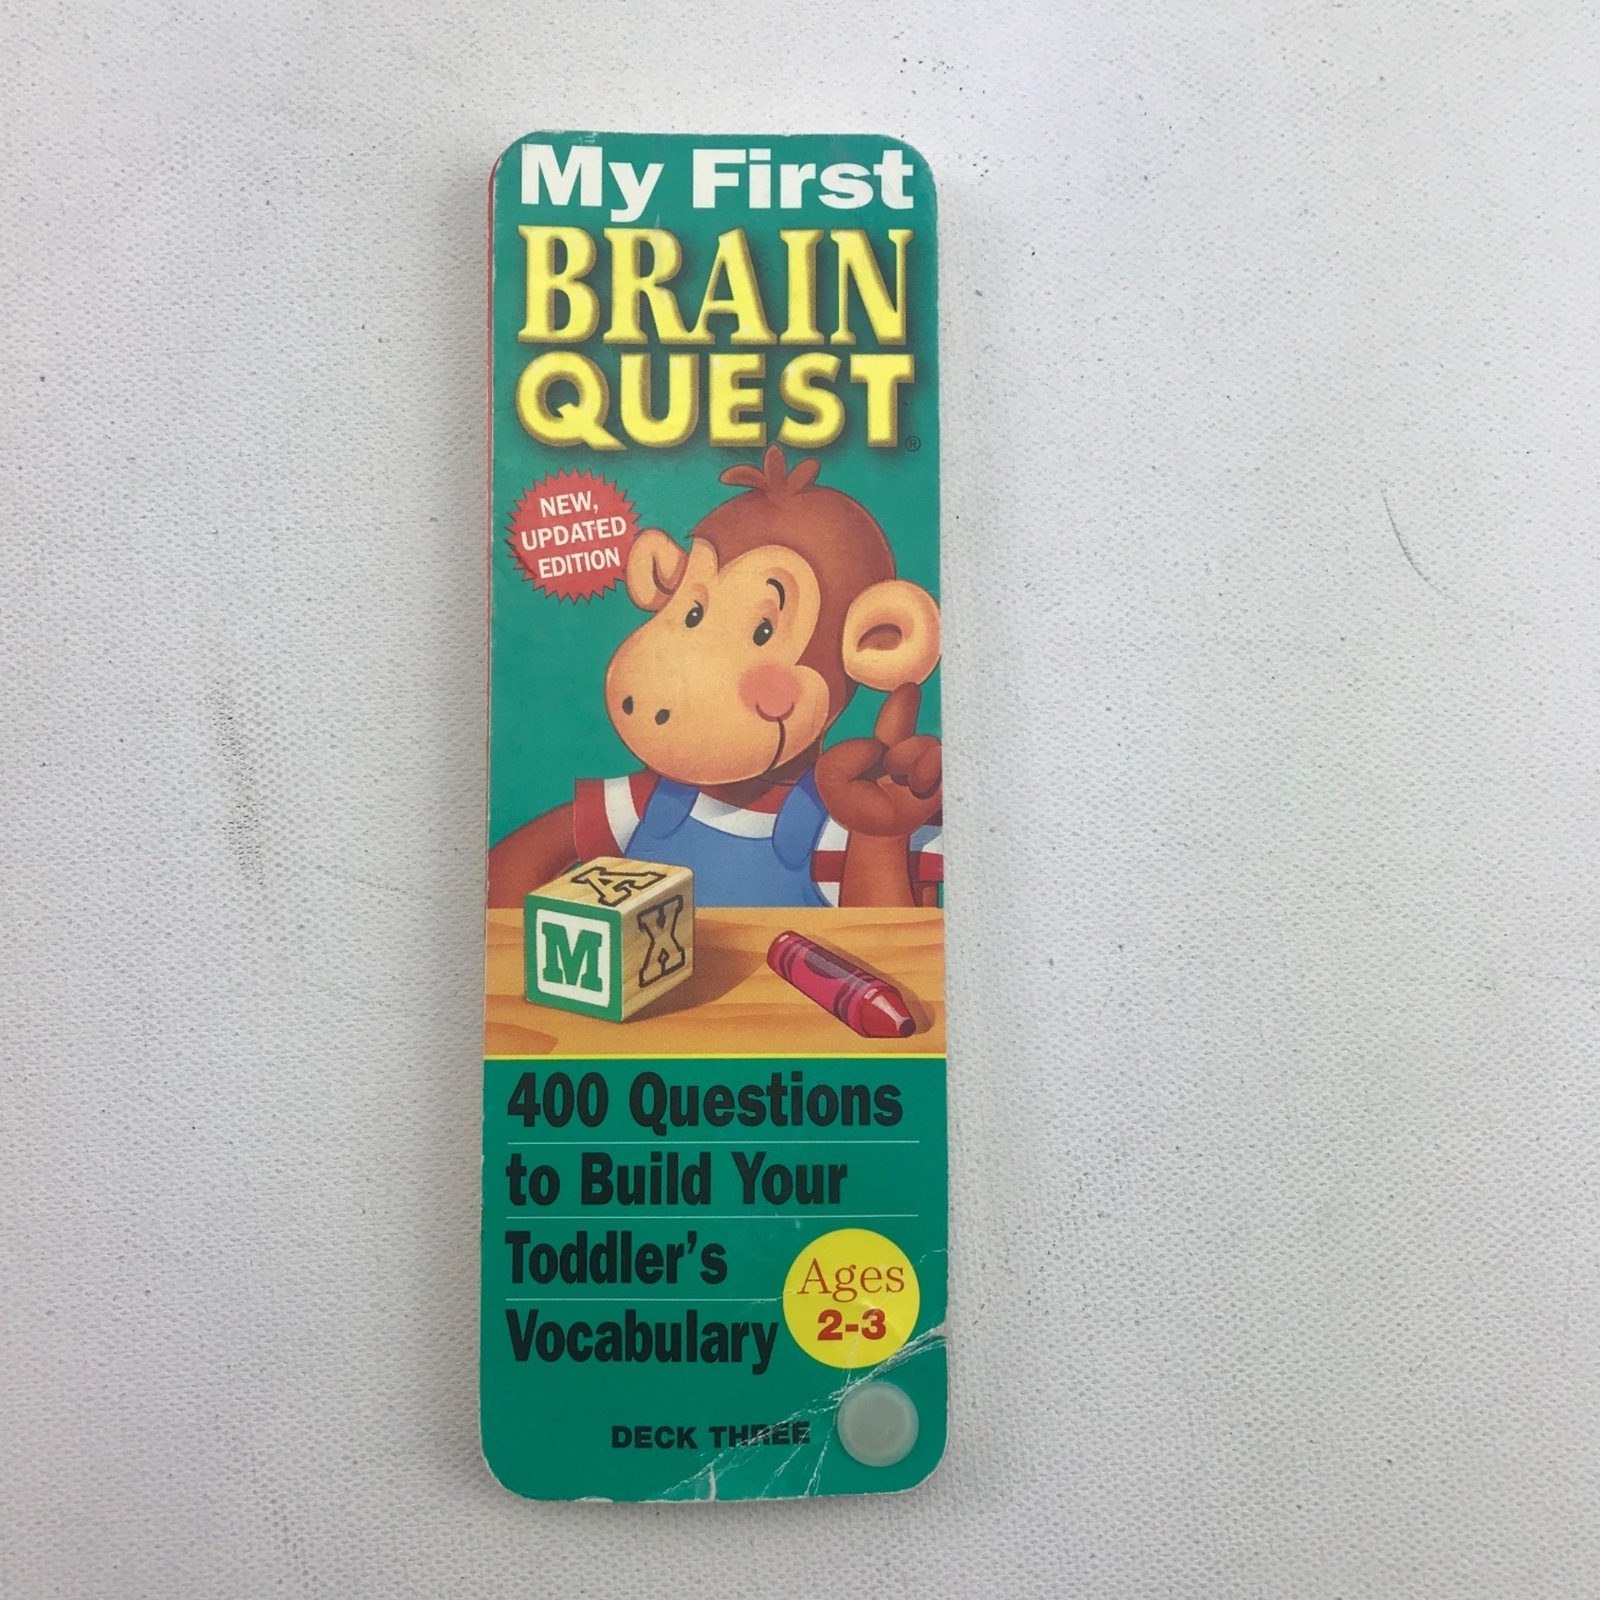 My First
BRAIN
QUEST®
NEW,
UPDATED
EDITION
A
M
X
400 Questions
to Build Your
Toddler's
Vocabulary
Ages
2-3
DECK THREE